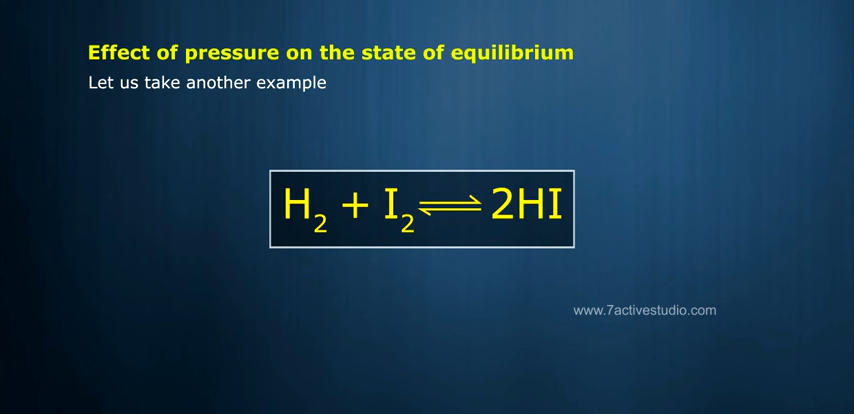 Effect of pressure on the state of equilibrium
Let us take another example
H₂ + I₂ ⇌ 2HI
www.7activestudio.com